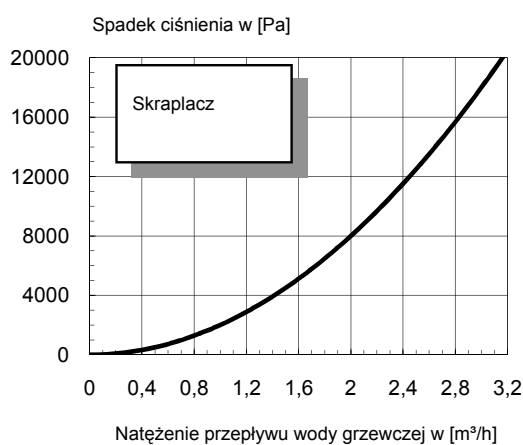 Spadek ciśnienia w [Pa]
20000
16000
12000
8000
4000
0
Skraplacz
0 0,4 0,8 1,2 1,6 2 2,4 2,8 3,2
Natężenie przepływu wody grzewczej w [m³/h]